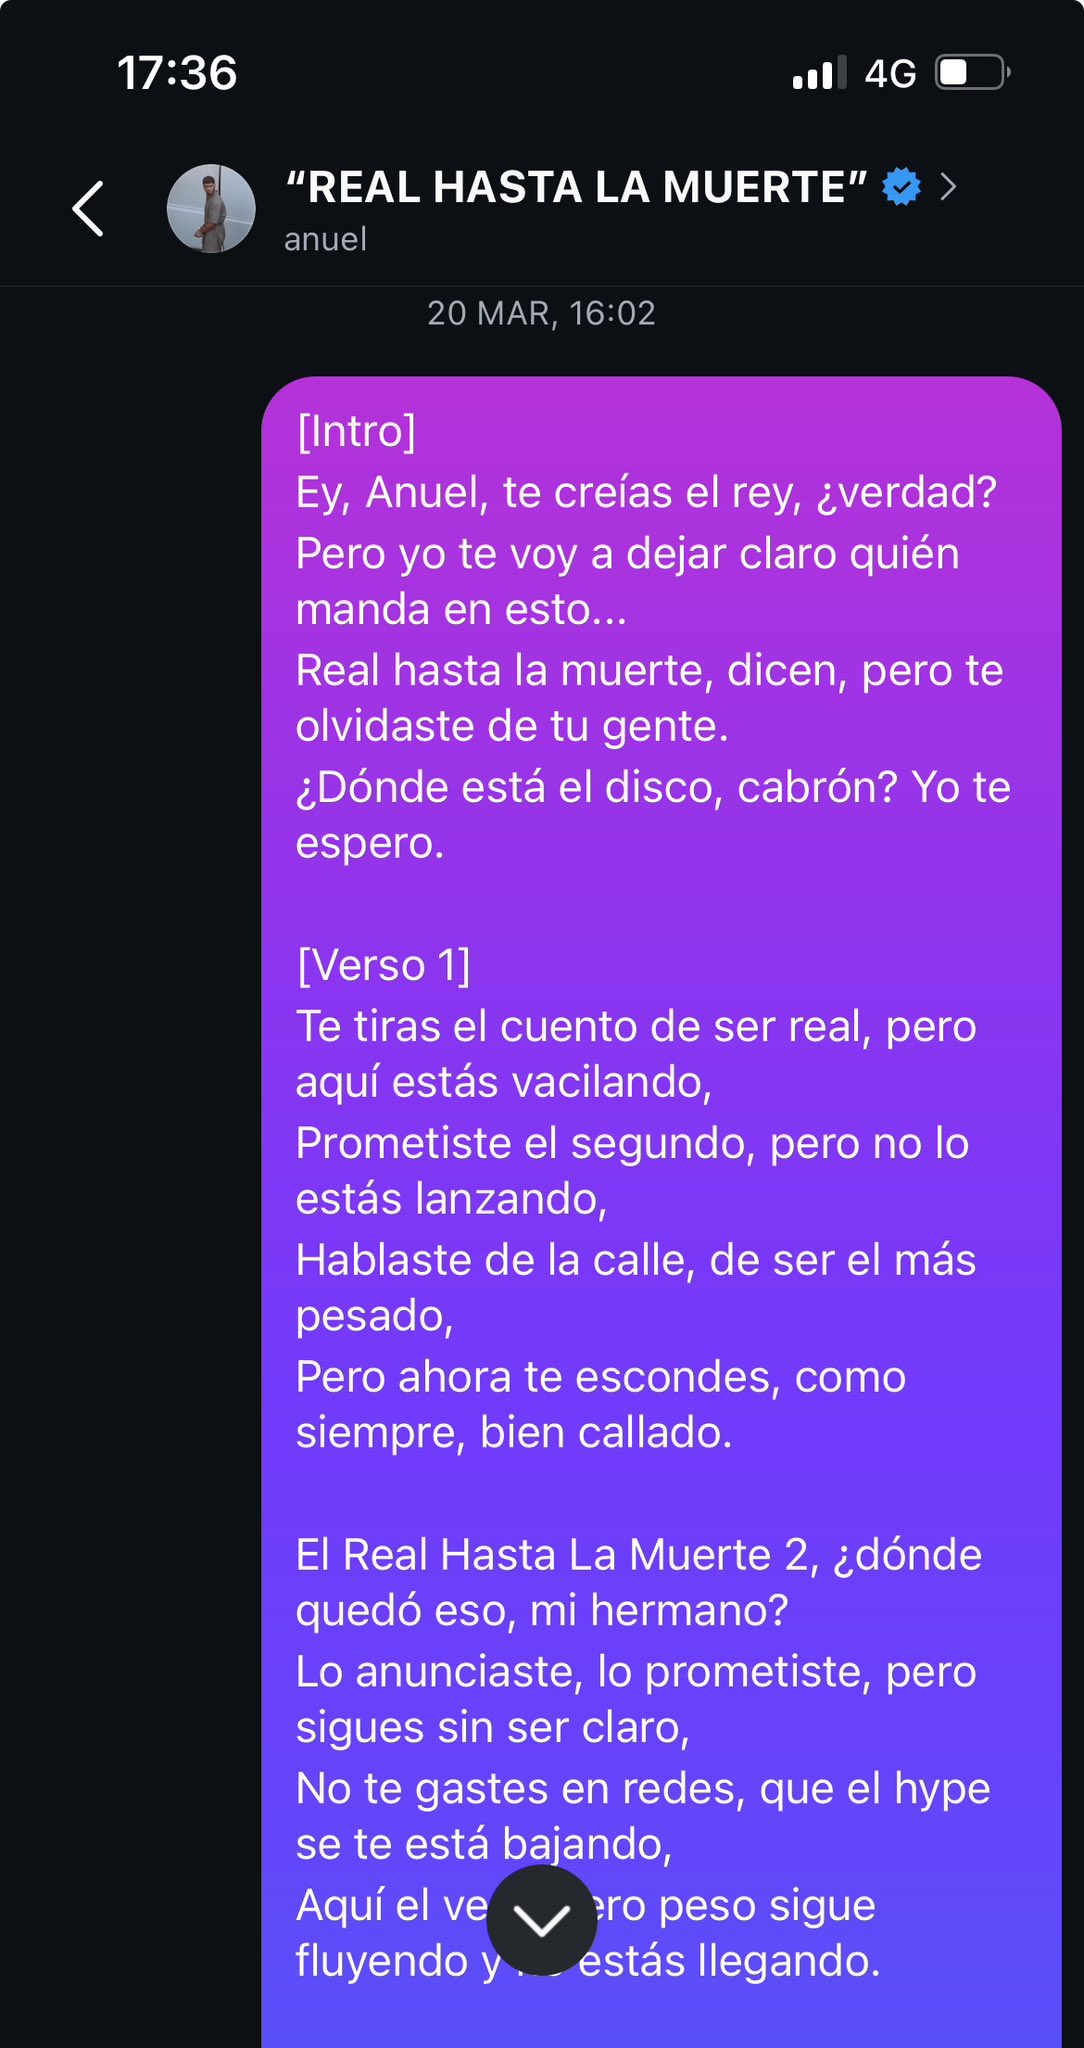 17:36
4G
“REAL HASTA LA MUERTE”
anuel
20 MAR, 16:02
[Intro]
Ey, Anuel, te creías el rey, ¿verdad?
Pero yo te voy a dejar claro quién
manda en esto...
Real hasta la muerte, dicen, pero te
olvidaste de tu gente.
¿Dónde está el disco, cabrón? Yo te
espero.
[Verso 1]
Te tiras el cuento de ser real, pero
aquí estás vacilando,
Prometiste el segundo, pero no lo
estás lanzando,
Hablaste de la calle, de ser el más
pesado,
Pero ahora te escondes, como
siempre, bien callado.
El Real Hasta La Muerte 2, ¿dónde
quedó eso, mi hermano?
Lo anunciaste, lo prometiste, pero
sigues sin ser claro,
No te gastes en redes, que el hype
se te está bajando,
Aquí el peso sigue
fluyendo y estás llegando.